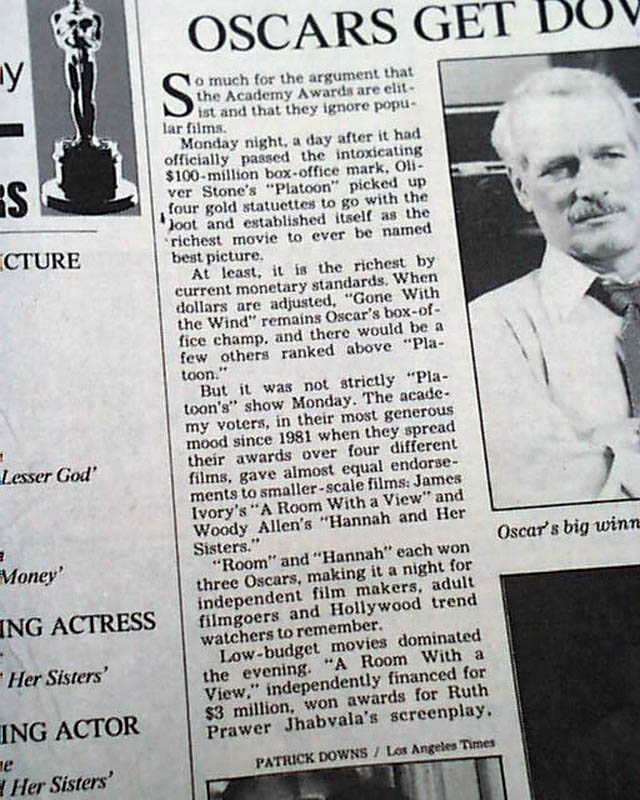 OSCARS GET DOW
So much for the argument that
the Academy Awards are elit-
ist and that they ignore popu-
lar films.
Monday night, a day after it had
officially passed the intoxicating
$100-million box-office mark, Oli-
ver Stone's "Platoon" picked up
four gold statuettes to go with the
loot and established itself as the
richest movie to ever be named
best picture.
At least, it is the richest by
current monetary standards. When
dollars are adjusted, "Gone With
the Wind" remains Oscar's box-of-
fice champ, and there would be a
few others ranked above "Pla-
toon."
But it was not strictly "Pla-
toon's" show Monday. The acade-
my voters, in their most generous
mood since 1981 when they spread
their awards over four different
films, gave almost equal endorse-
ments to smaller-scale films: James
Ivory's "A Room With a View" and
Woody Allen's "Hannah and Her
Sisters."
"Room" and "Hannah" each won
three Oscars, making it a night for
independent film makers, adult
filmgoers and Hollywood trend
watchers to remember.
Low-budget movies dominated
the evening. "A Room With a
View," independently financed for
$3 million, won awards for Ruth
Prawer Jhabvala's screenplay,
PATRICK DOWNS / Los Angeles Times
Oscar's big winn
ay
RS
ICTURE
Lesser God'
Money'
ING ACTRESS
Her Sisters'
ING ACTOR
ne
l Her Sisters'